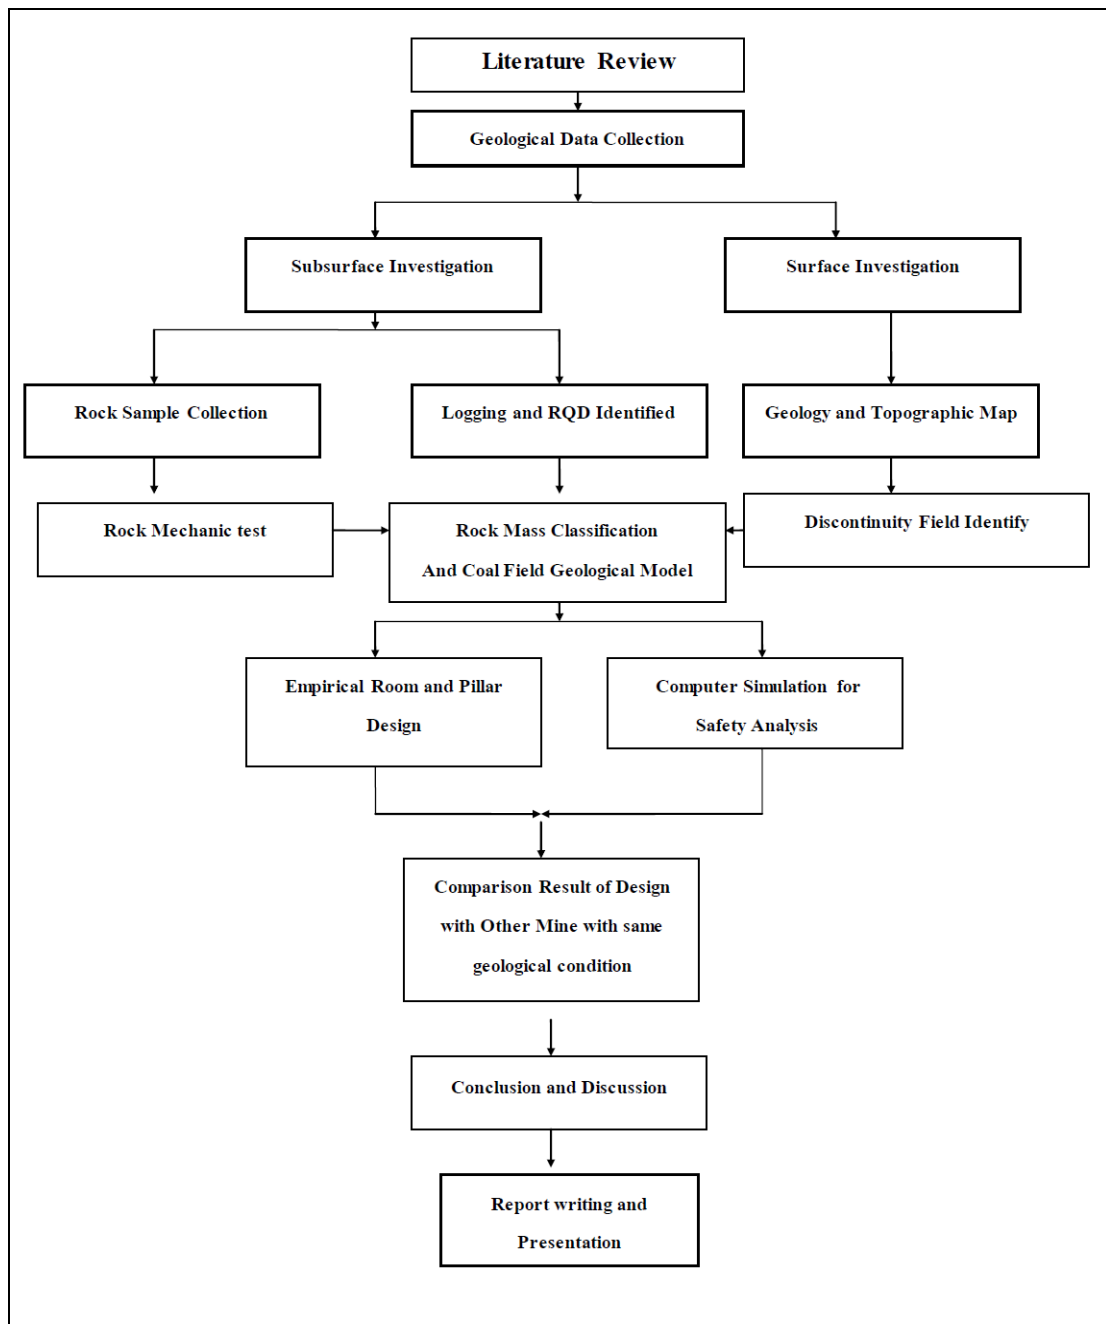 Literature Review
Geological Data Collection
Subsurface Investigation
Surface Investigation
Rock Sample Collection
Logging and RQD Identified
Geology and Topographic Map
Rock Mechanic test
Rock Mass Classification
And Coal Field Geological Model
Discontinuity Field Identify
Empirical Room and Pillar
Design
Computer Simulation for
Safety Analysis
Comparison Result of Design
with Other Mine with same
geological condition
Conclusion and Discussion
Report writing and
Presentation